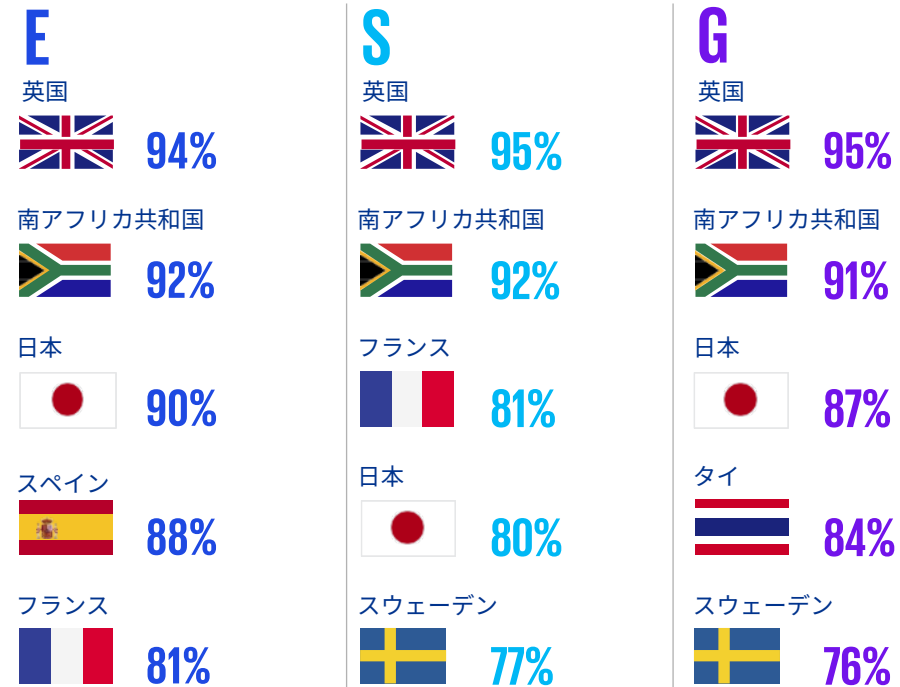 E
英国
94%
南アフリカ共和国
92%
日本
90%
スペイン
88%
フランス
81%
S
英国
95%
南アフリカ共和国
92%
フランス
81%
日本
80%
スウェーデン
77%
G
英国
95%
南アフリカ共和国
91%
日本
87%
タイ
84%
スウェーデン
76%